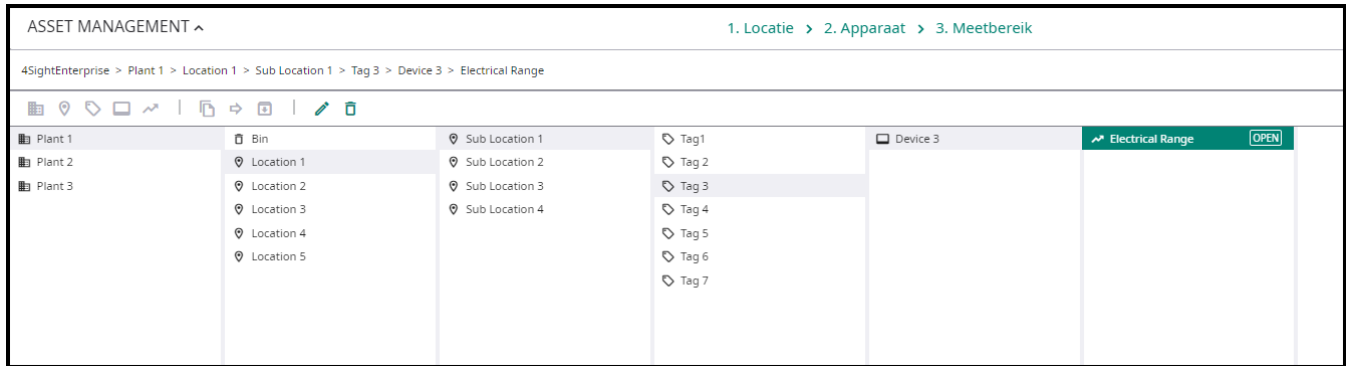 ASSET MANAGEMENT
1. Locatie > 2. Apparaat > 3. Meetbereik
4SightEnterprise > Plant 1 > Location 1 > Sub Location 1 > Tag 3 > Device 3 > Electrical Range
Plant 1
Plant 2
Plant 3
Bin
Location 1
Location 2
Location 3
Location 4
Location 5
Sub Location 1
Sub Location 2
Sub Location 3
Sub Location 4
Tag1
Tag 2
Tag 3
Tag 4
Tag 5
Tag 6
Tag 7
Device 3
Electrical Range OPEN